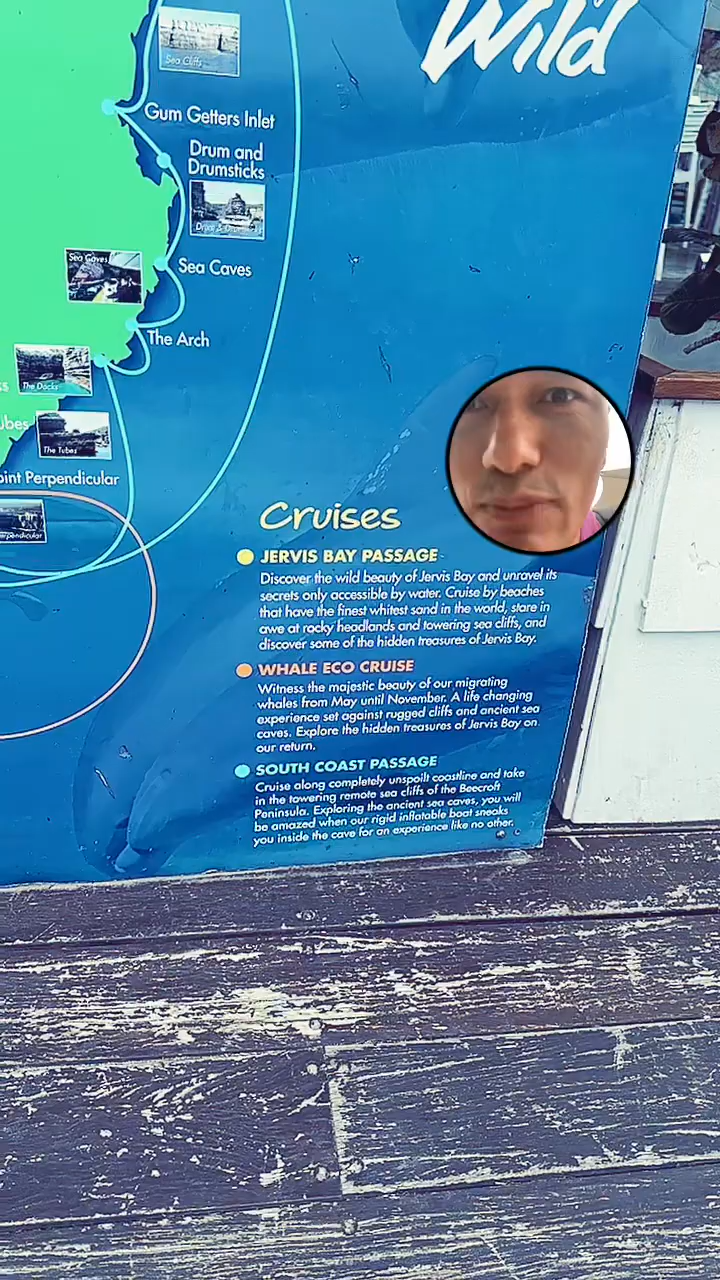 Wild
Sea Cliffs
Gum Getters Inlet
Drum and
Drumsticks
Sea Caves
Sea Caves
The Arch
The Docks
The Tubes
Point Perpendicular
Cruises
JERVIS BAY PASSAGE
Discover the wild beauty of Jervis Bay and unravel its
secrets only accessible by water. Cruise by beaches
that have the finest whitest sand in the world, stare in
awe at rocky headlands and towering sea cliffs, and
discover some of the hidden treasures of Jervis Bay.
WHALE ECO CRUISE
Witness the majestic beauty of our migrating
whales from May until November. A life changing
experience set against rugged cliffs and ancient sea
caves. Explore the hidden treasures of Jervis Bay on
our return.
SOUTH COAST PASSAGE
Cruise along completely unspoilt coastline and take
in the towering remote sea cliffs of the Beecroft
Peninsula. Exploring the ancient sea caves, you will
be amazed when our rigid inflatable boat sneaks
you inside the cave for an experience like no other.